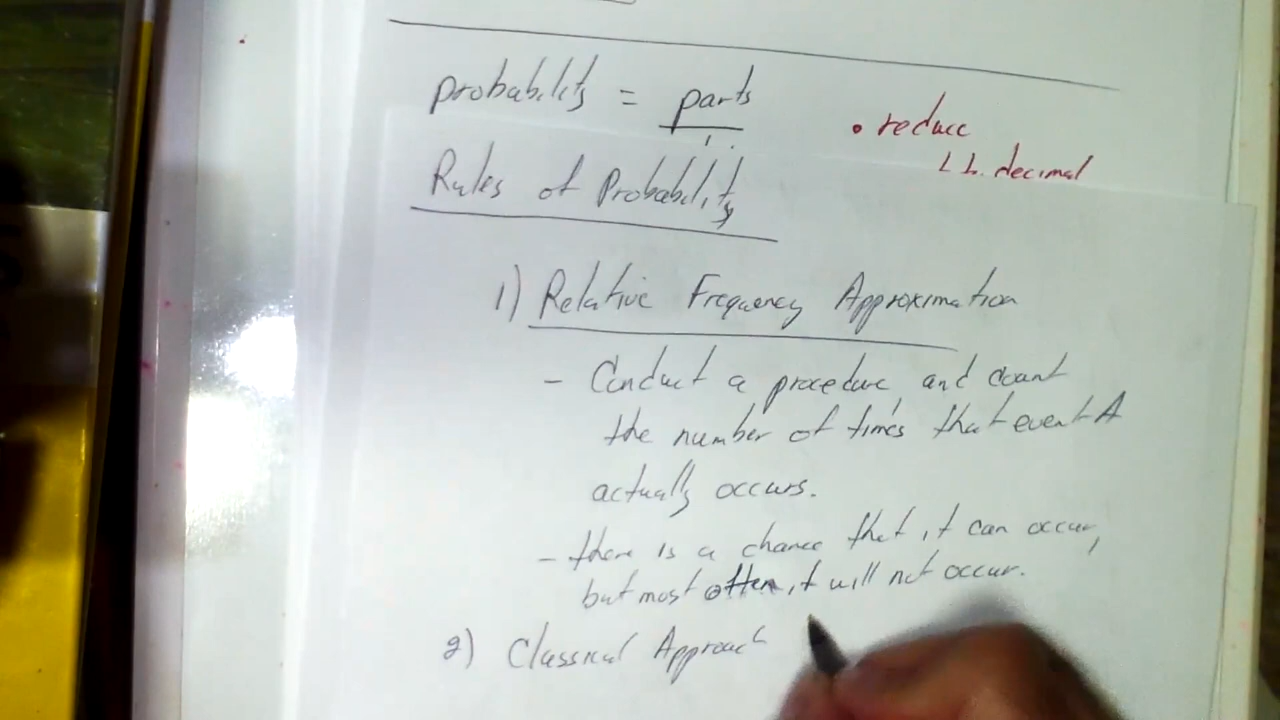 probability = parts
• reduce
decimal
Rules of Probability
1) Relative Frequency Approximation
- Conduct a procedure, and count
the number of times that event A
actually occurs.
- there is a chance that it can occur,
but most often, it will not occur.
2) Classical Approach